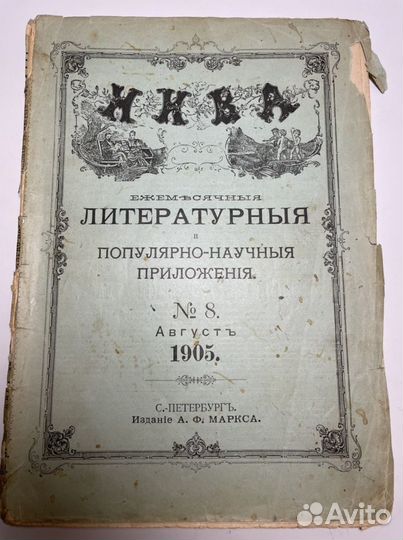 НИВА
ЕЖЕМѢСЯЧНЫЯ
ЛИТЕРАТУРНЫЯ
и
ПОПУЛЯРНО-НАУЧНЫЯ
ПРИЛОЖЕНІЯ.
№ 8.
Августъ
1905.
С.-ПЕТЕРБУРГЪ.
Изданіе А. Ф. МАРКСА.
Avito